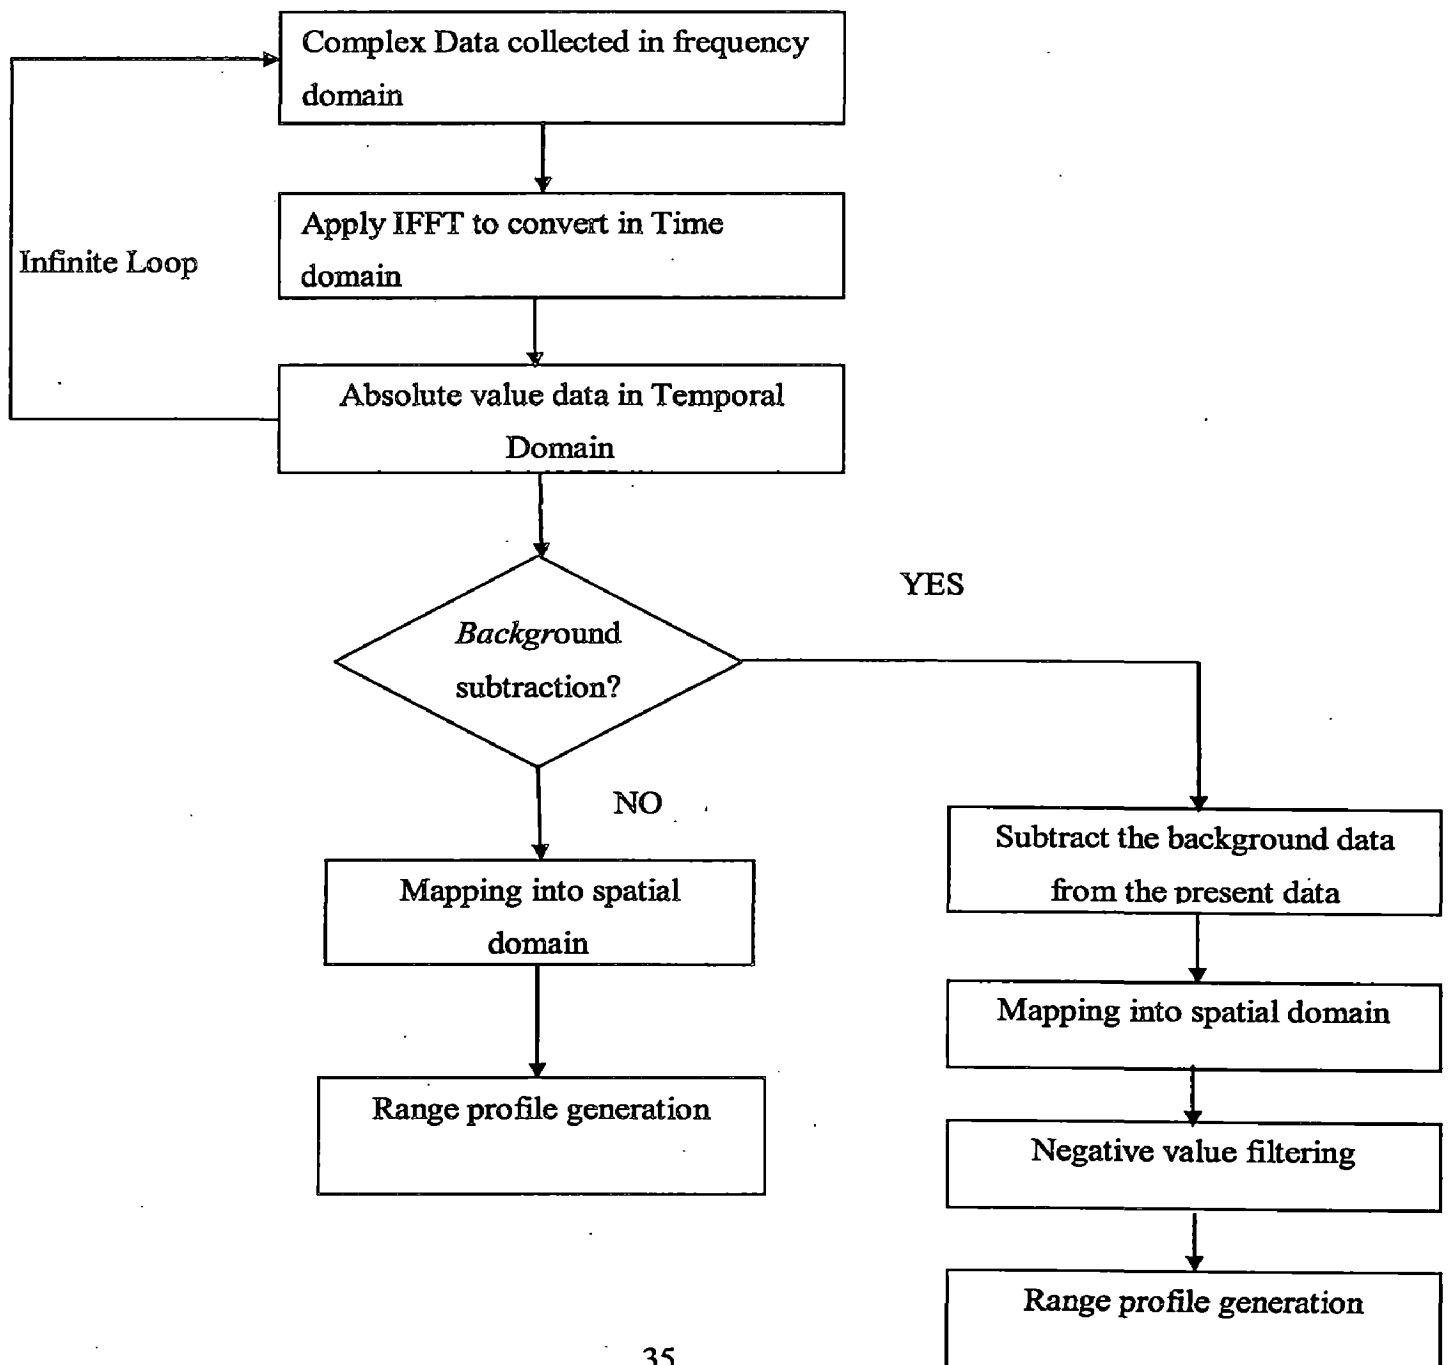 Complex Data collected in frequency
domain
Apply IFFT to convert in Time
domain
Infinite Loop
Absolute value data in Temporal
Domain
YES
Background
subtraction?
NO
Subtract the background data
from the present data
Mapping into spatial
domain
Mapping into spatial domain
Range profile generation
Negative value filtering
Range profile generation
35